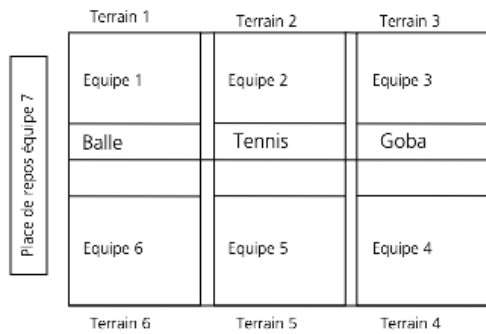 Terrain 1 Terrain 2 Terrain 3
Place de repos équipe 7
Equipe 1 Equipe 2 Equipe 3
Balle Tennis Goba
Equipe 6 Equipe 5 Equipe 4
Terrain 6 Terrain 5 Terrain 4